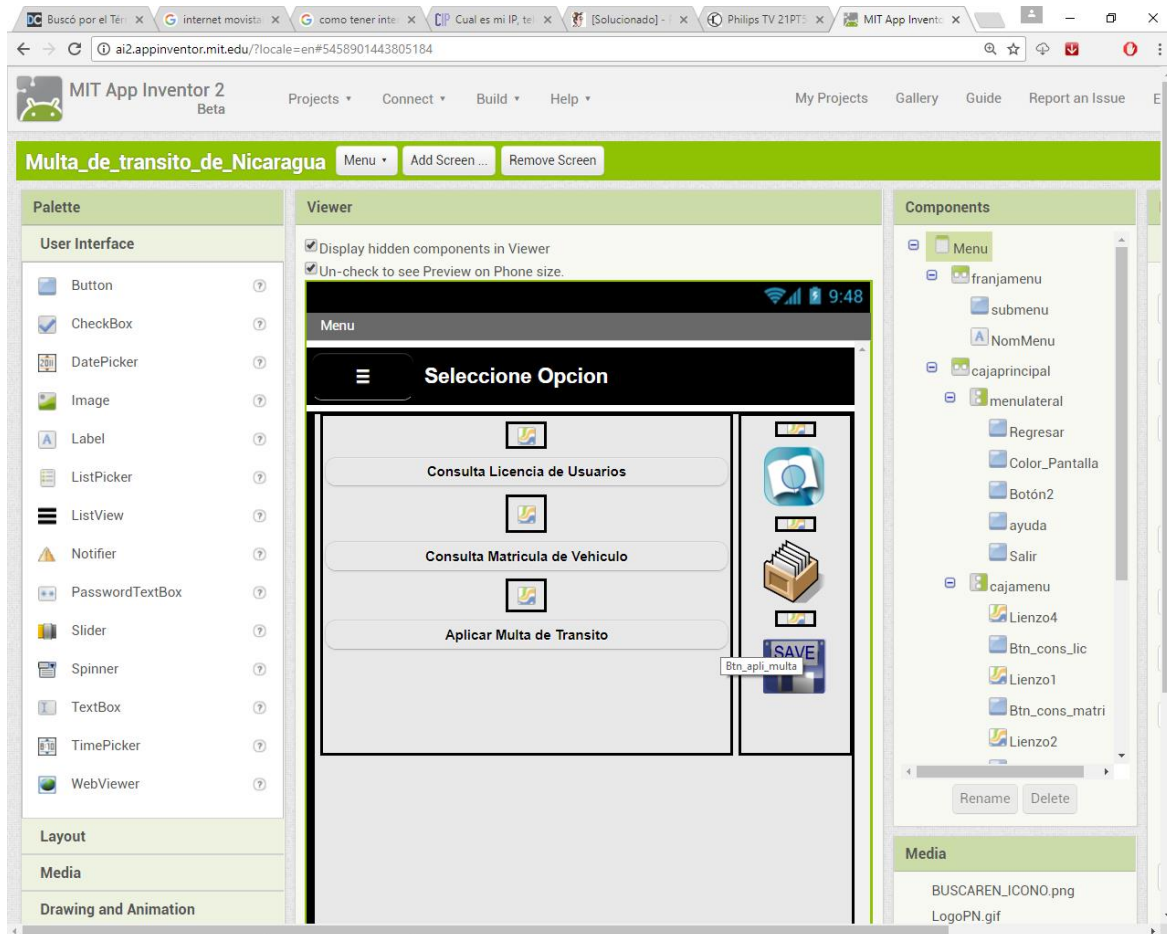 Buscó por el Tér
internet movista
como tener inter
Cual es mi IP, tel
[Solucionado] -
Philips TV 21PT5
MIT App Invento
ai2.appinventor.mit.edu/?locale=en#5458901443805184
MIT App Inventor 2
Beta
Projects
Connect
Build
Help
My Projects
Gallery
Guide
Report an Issue
Multa_de_transito_de_Nicaragua
Menu
Add Screen ...
Remove Screen
Palette
User Interface
Button
CheckBox
DatePicker
Image
Label
ListPicker
ListView
Notifier
PasswordTextBox
Slider
Spinner
TextBox
TimePicker
WebViewer
Layout
Media
Drawing and Animation
Viewer
Display hidden components in Viewer
Un-check to see Preview on Phone size.
9:48
Menu
Seleccione Opcion
Consulta Licencia de Usuarios
Consulta Matricula de Vehiculo
Aplicar Multa de Transito
SAVE
Btn_apli_multa
Components
Menu
franjamenu
submenu
NomMenu
cajaprincipal
menulateral
Regresar
Color_Pantalla
Botón2
ayuda
Salir
cajamenu
Lienzo4
Btn_cons_lic
Lienzo1
Btn_cons_matri
Lienzo2
Rename
Delete
Media
BUSCAREN_ICONO.png
LogoPN.gif